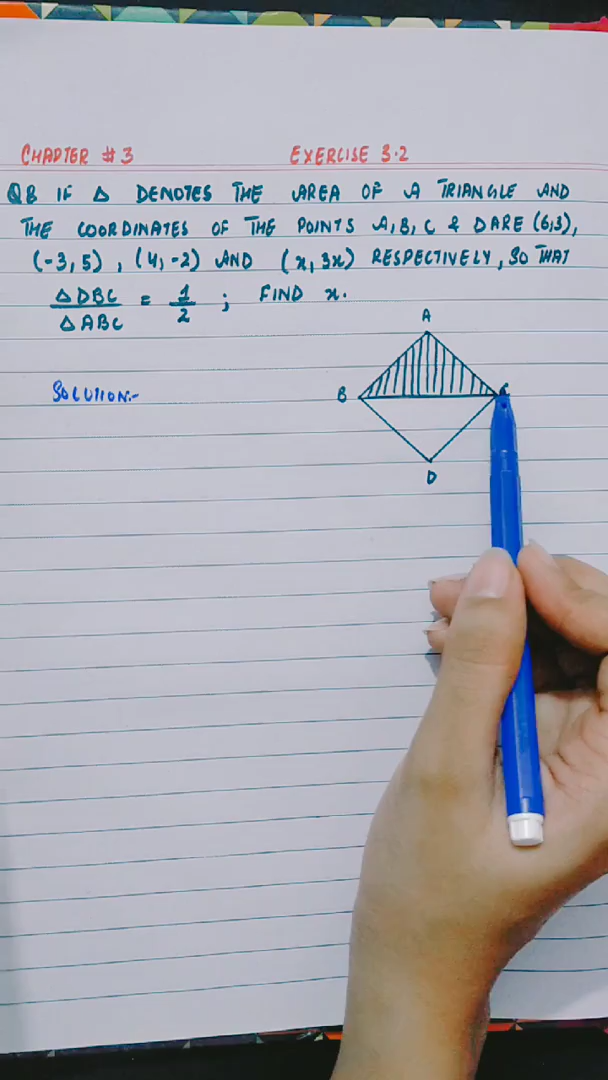 CHAPTER #3 EXERCISE 3.2
Q8 IF Δ DENOTES THE AREA OF A TRIANGLE AND
THE COORDINATES OF THE POINTS A, B, C & D ARE (6,3),
(-3, 5) , (4, -2) AND (x, 3x) RESPECTIVELY, SO THAT
ΔDBC/ΔABC = 1/2 ; FIND x.
A
SOLUTION:-
B C
D